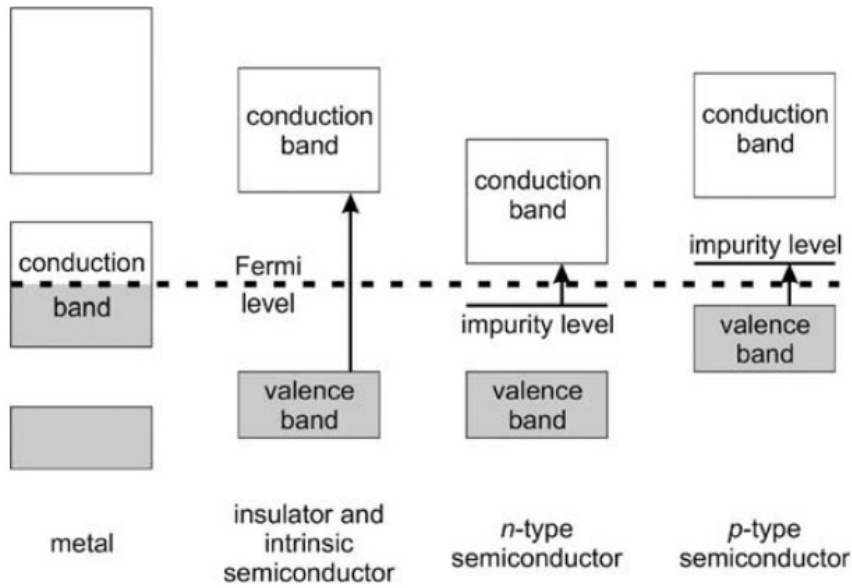 conduction
band
Fermi
level
conduction
band
valence
band
conduction
band
impurity level
valence
band
conduction
band
impurity level
valence
band
metal
insulator and
intrinsic
semiconductor
n-type
semiconductor
p-type
semiconductor